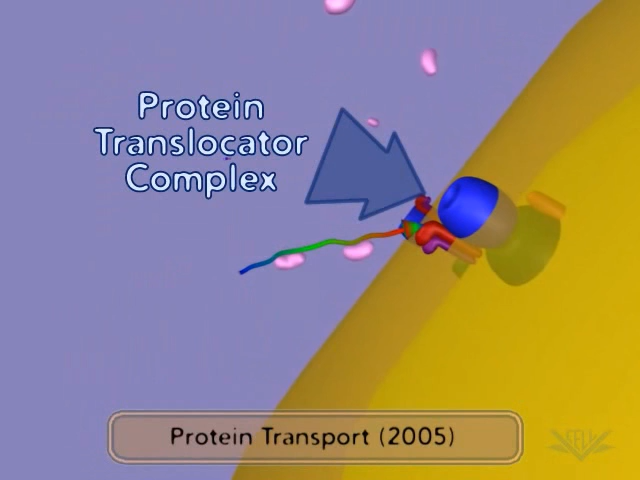 Protein
Translocator
Complex
Protein Transport (2005)